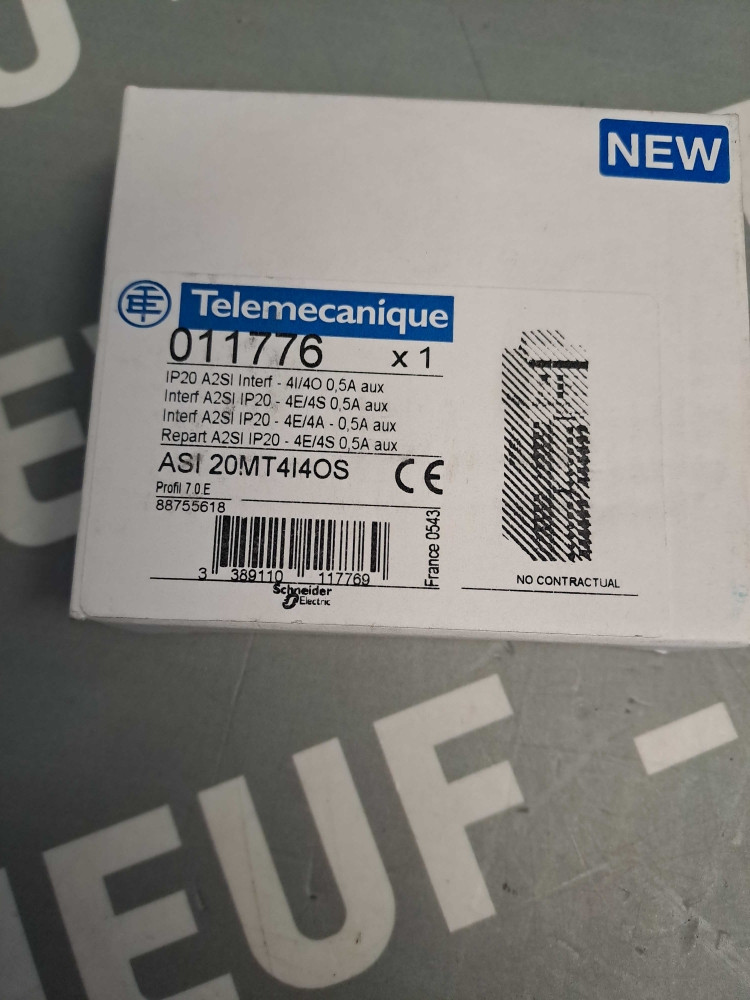 NEW
Telemecanique
011776 x 1
IP20 A2SI Interf - 4I/4O 0,5A aux
Interf A2SI IP20 - 4E/4S 0,5A aux
Interf A2SI IP20 - 4E/4A - 0,5A aux
Repart A2SI IP20 - 4E/4S 0,5A aux
ASI 20MT4I4OS CE
Profil 7.0 E
88755618
France 0543
3 389110 117769
Schneider
Electric
NO CONTRACTUAL
NEUF -